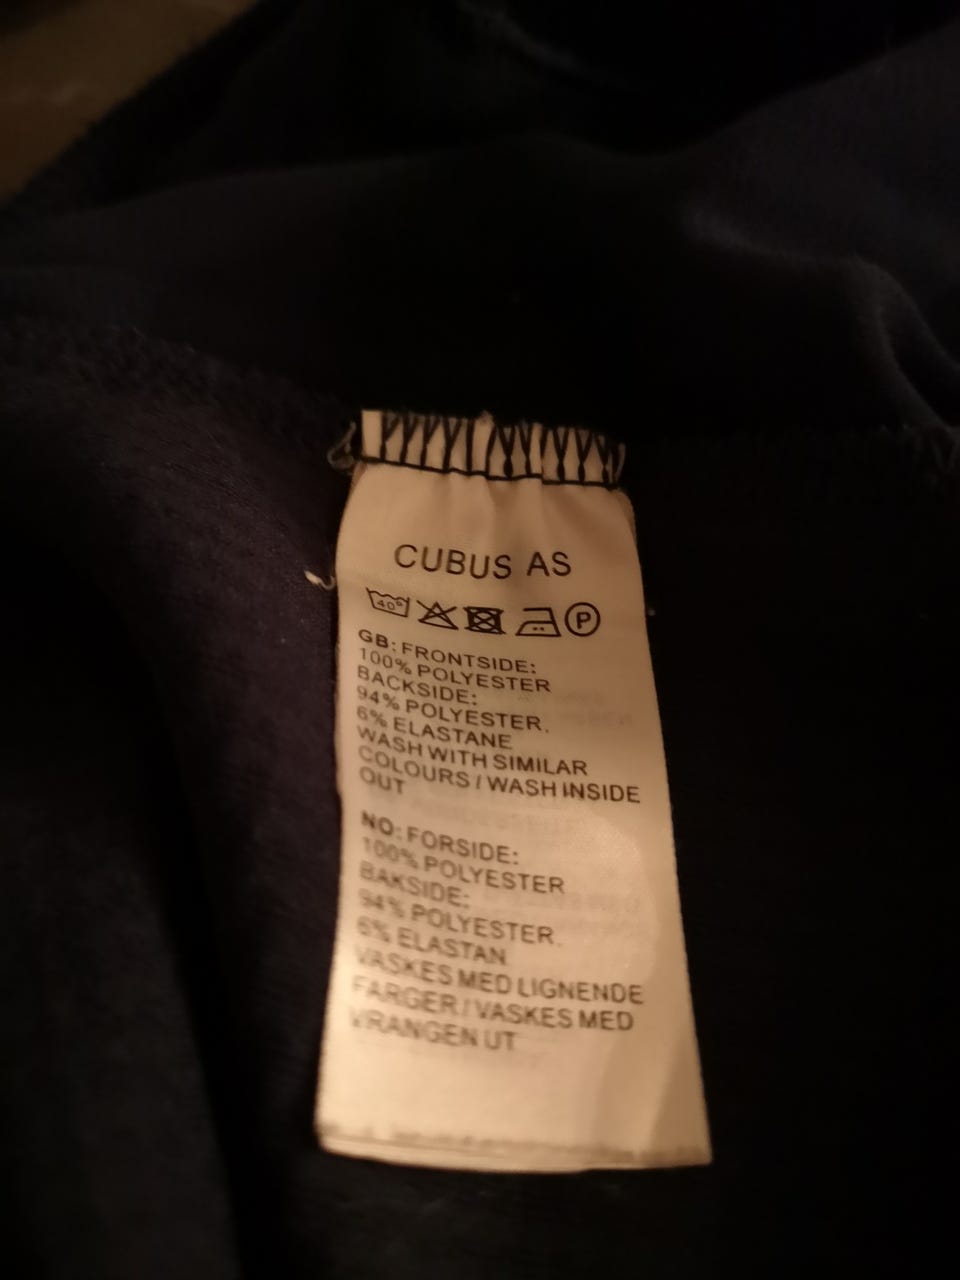 CUBUS AS
40° P
GB: FRONTSIDE:
100% POLYESTER
BACKSIDE:
94% POLYESTER.
6% ELASTANE
WASH WITH SIMILAR
COLOURS / WASH INSIDE
OUT
NO: FORSIDE:
100% POLYESTER
BAKSIDE:
94% POLYESTER.
6% ELASTAN
VASKES MED LIGNENDE
FARGER / VASKES MED
VRANGEN UT